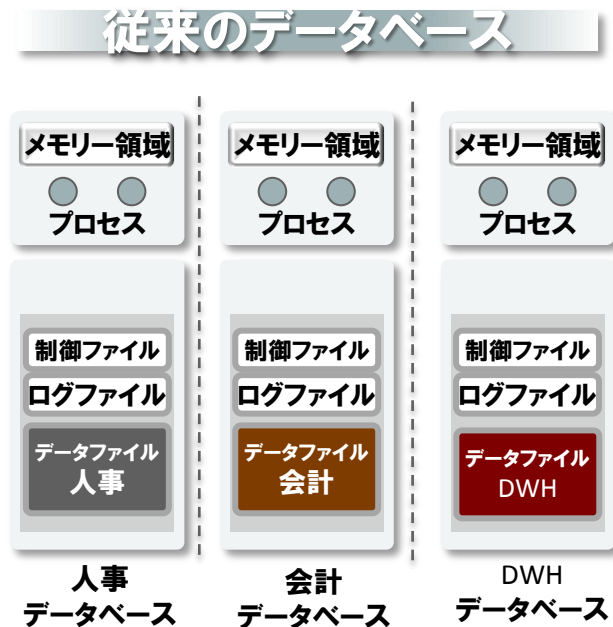 従来のデータベース
メモリー領域
プロセス
制御ファイル
ログファイル
データファイル
人事
人事
データベース
メモリー領域
プロセス
制御ファイル
ログファイル
データファイル
会計
会計
データベース
メモリー領域
プロセス
制御ファイル
ログファイル
データファイル
DWH
DWH
データベース